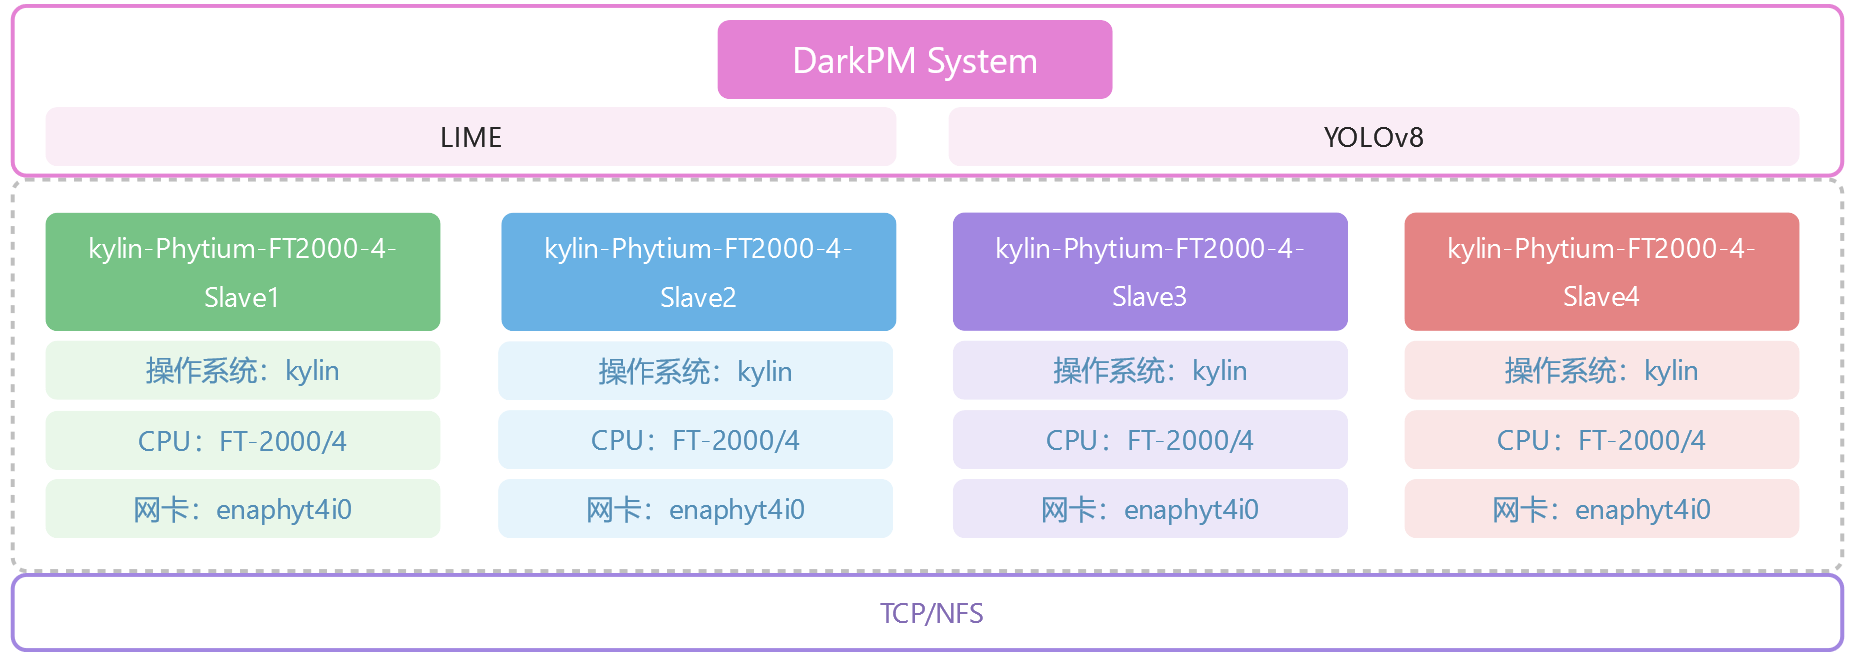 DarkPM System
LIME
YOLOv8
kylin-Phytium-FT2000-4-
Slave1
操作系统：kylin
CPU：FT-2000/4
网卡：enaphyt4i0
kylin-Phytium-FT2000-4-
Slave2
操作系统：kylin
CPU：FT-2000/4
网卡：enaphyt4i0
kylin-Phytium-FT2000-4-
Slave3
操作系统：kylin
CPU：FT-2000/4
网卡：enaphyt4i0
kylin-Phytium-FT2000-4-
Slave4
操作系统：kylin
CPU：FT-2000/4
网卡：enaphyt4i0
TCP/NFS